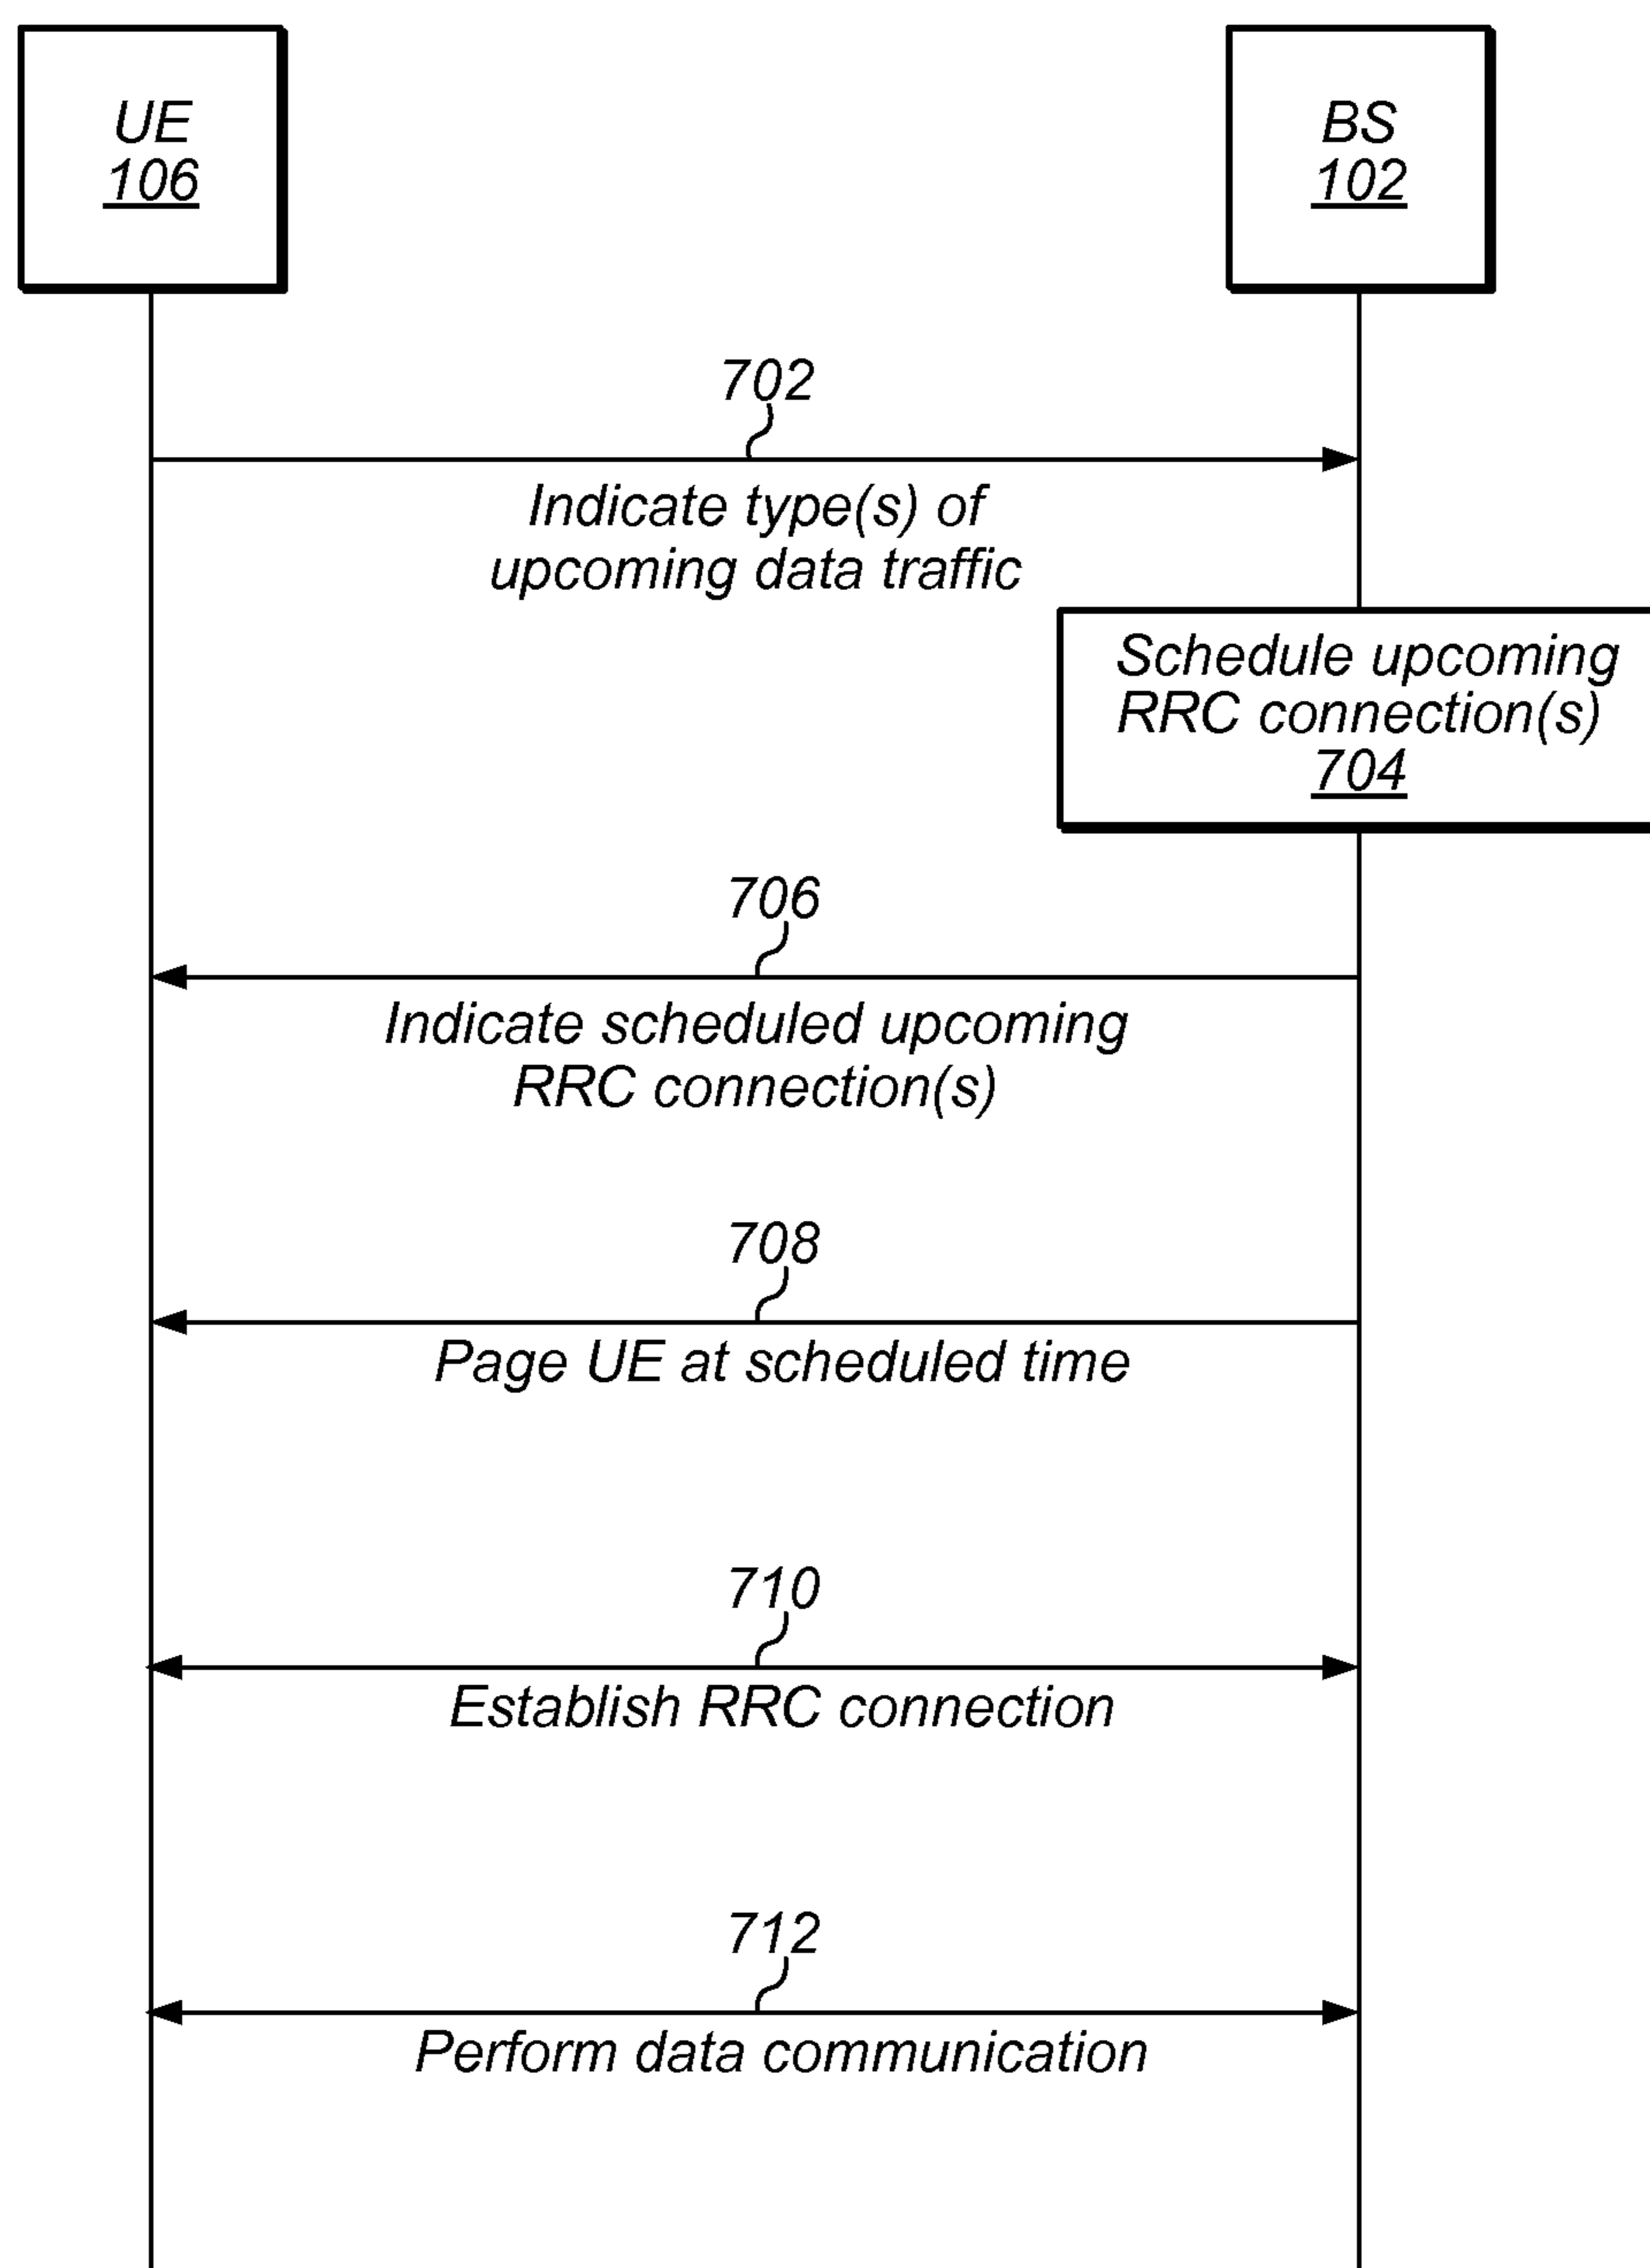 UE
106
BS
102
702
Indicate type(s) of
upcoming data traffic
Schedule upcoming
RRC connection(s)
704
706
Indicate scheduled upcoming
RRC connection(s)
708
Page UE at scheduled time
710
Establish RRC connection
712
Perform data communication